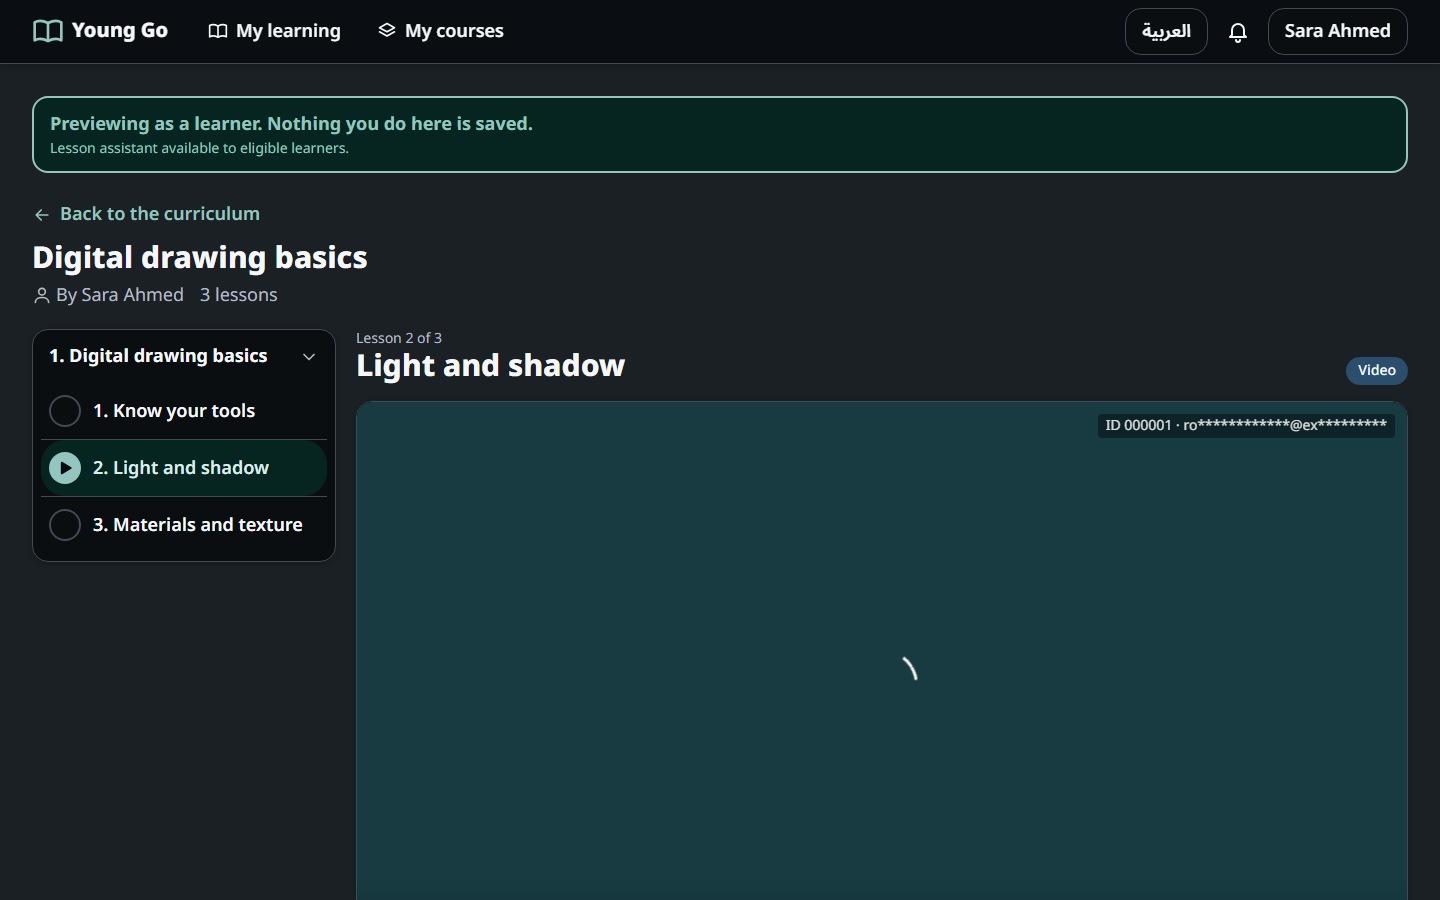 Young Go
My learning
My courses
العربية
Sara Ahmed
Previewing as a learner. Nothing you do here is saved.
Lesson assistant available to eligible learners.
Back to the curriculum
Digital drawing basics
By Sara Ahmed 3 lessons
1. Digital drawing basics
1. Know your tools
2. Light and shadow
3. Materials and texture
Lesson 2 of 3
Light and shadow
Video
ID 000001 · ro************@ex*********